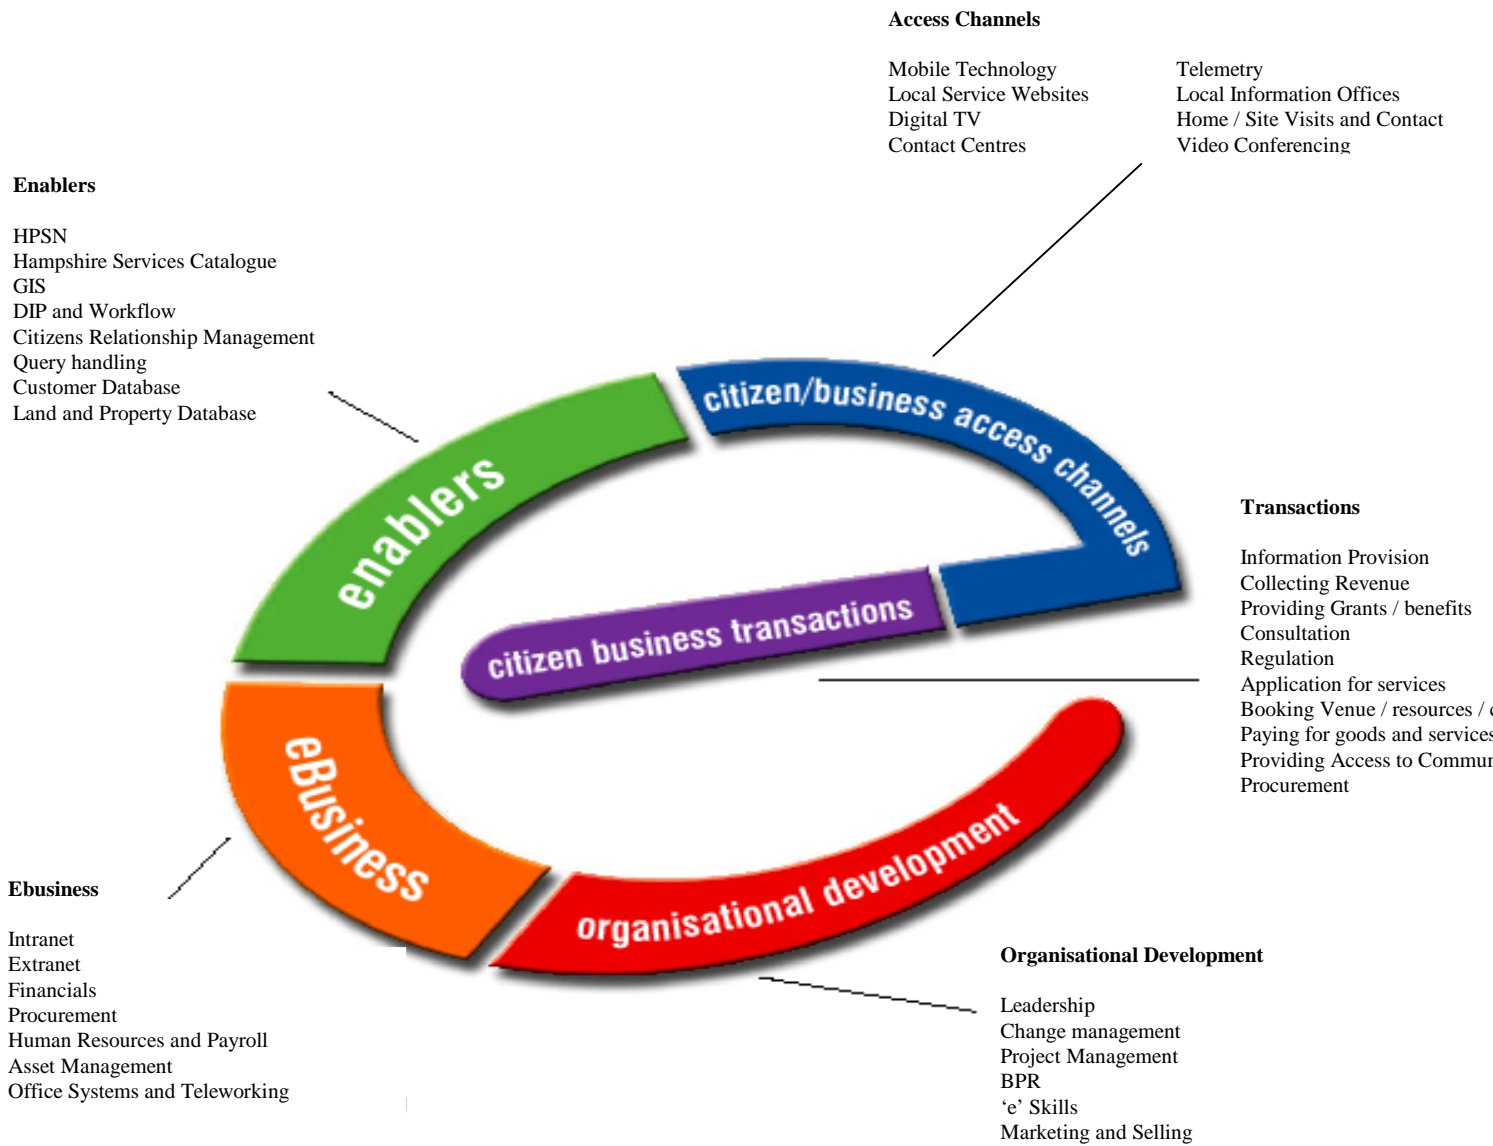 Access Channels
Mobile Technology
Local Service Websites
Digital TV
Contact Centres
Telemetry
Local Information Offices
Home / Site Visits and Contact
Video Conferencing
Enablers
HPSN
Hampshire Services Catalogue
GIS
DIP and Workflow
Citizens Relationship Management
Query handling
Customer Database
Land and Property Database
citizen/business access channels
enablers
citizen business transactions
eBusiness
organisational development
Transactions
Information Provision
Collecting Revenue
Providing Grants / benefits
Consultation
Regulation
Application for services
Booking Venue / resources /
Paying for goods and services
Providing Access to
Procurement
Ebusiness
Intranet
Extranet
Financials
Procurement
Human Resources and Payroll
Asset Management
Office Systems and Teleworking
Organisational Development
Leadership
Change management
Project Management
BPR
‘e’ Skills
Marketing and Selling